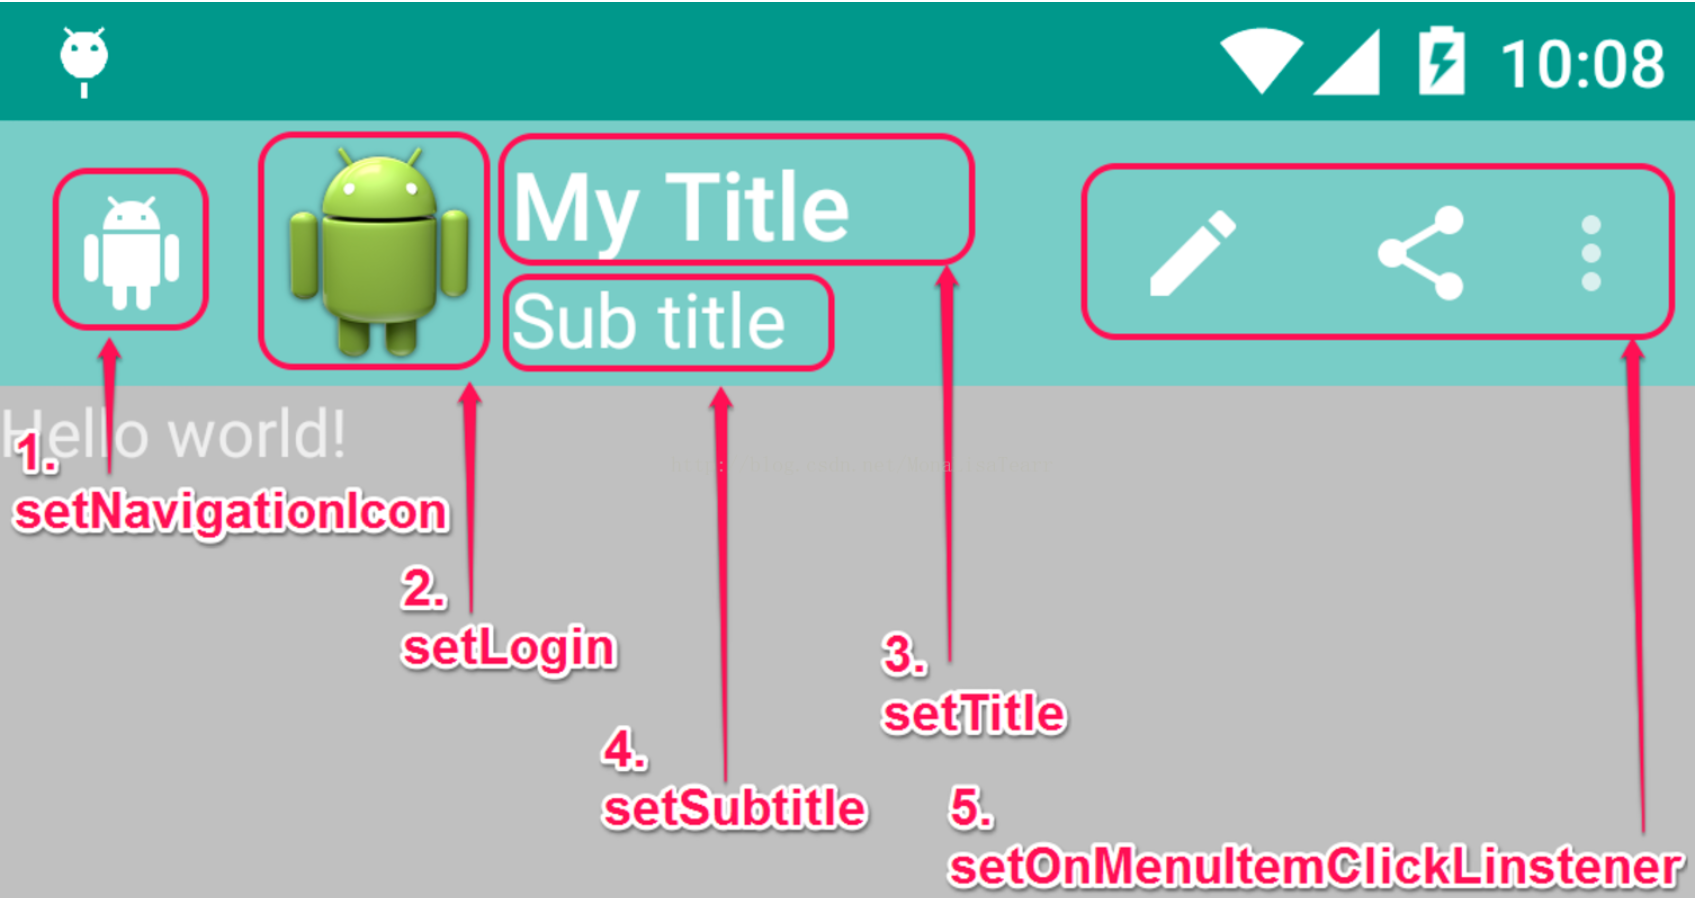 10:08
My Title
Sub title
Hello world!
1.
setNavigationIcon
2.
setLogin
3.
setTitle
4.
setSubtitle
5.
setOnMenuItemClickLinstener